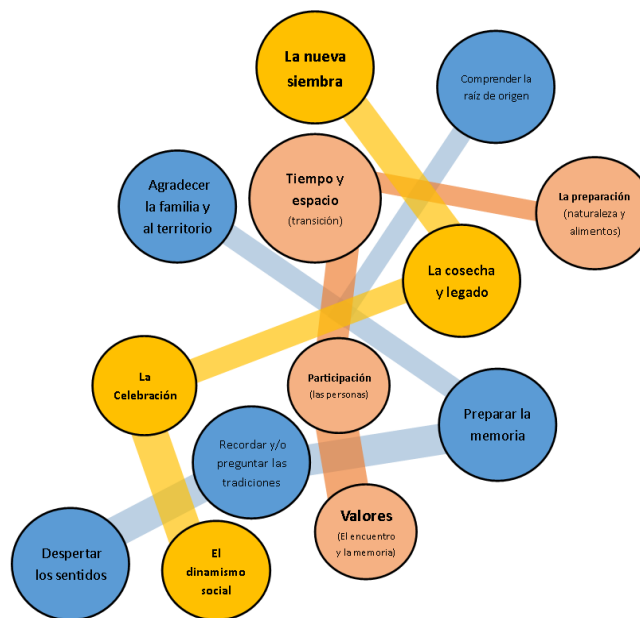 La nueva
siembra
Comprender la
raíz de origen
Agradecer
la familia y
al territorio
Tiempo y
espacio
(transición)
La preparación
(naturaleza y
alimentos)
La cosecha
y legado
La
Celebración
Participación
(las personas)
Preparar la
memoria
Recordar y/o
preguntar las
tradiciones
Valores
(El encuentro
y la memoria)
Despertar
los sentidos
El
dinamismo
social